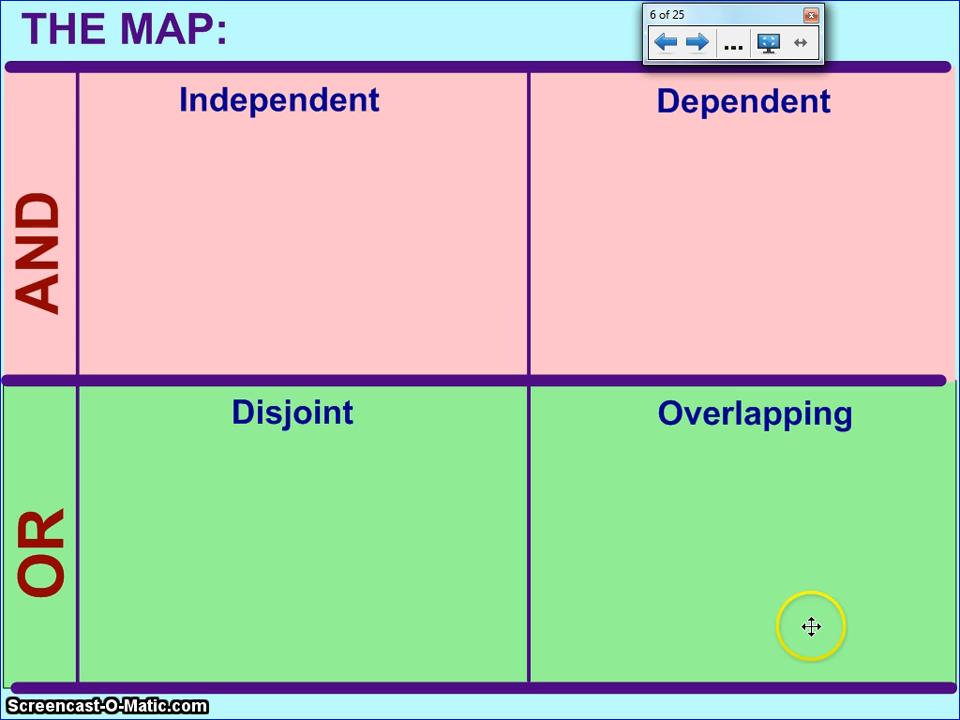 THE MAP:
6 of 25
Independent
Dependent
AND
Disjoint
Overlapping
OR
Screencast-O-Matic.com